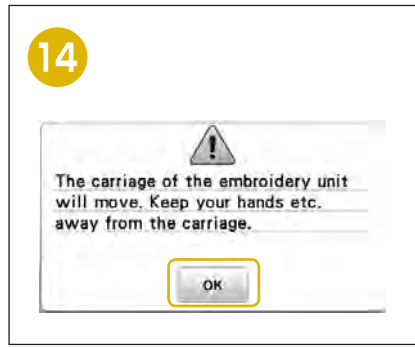 14
The carriage of the embroidery unit
will move. Keep your hands etc.
away from the carriage.
OK